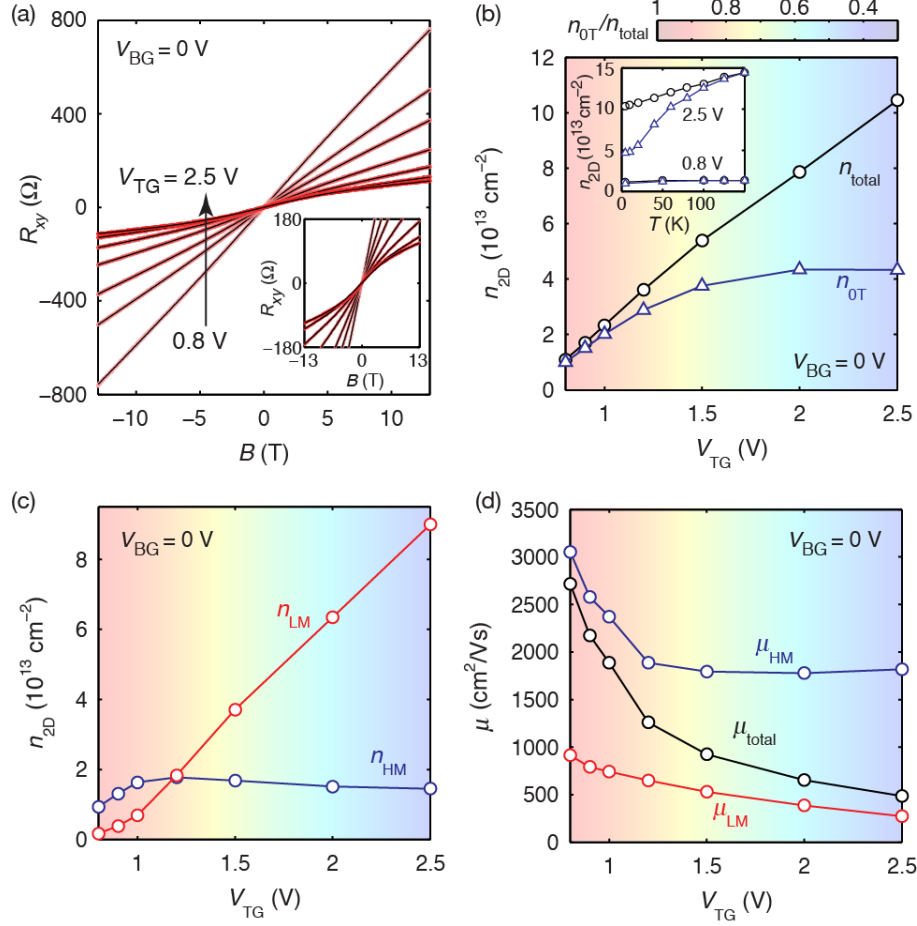 (a)
V_BG = 0 V
V_TG = 2.5 V
0.8 V
R_xy (Ω)
800
400
0
−400
−800
−10
−5
0
5
10
B (T)
R_xy (Ω)
180
0
−180
−13
0
13
B (T)
(b)
n_0T/n_total
1
0.8
0.6
0.4
n_2D (10^13 cm^−2)
12
10
8
6
4
2
0
n_2D (10^13 cm^−2)
15
10
5
0
2.5 V
0.8 V
0
50
100
T (K)
n_total
n_0T
V_BG = 0 V
1
1.5
2
2.5
V_TG (V)
(c)
V_BG = 0 V
n_2D (10^13 cm^−2)
8
6
4
2
0
n_LM
n_HM
1
1.5
2
2.5
V_TG (V)
(d)
V_BG = 0 V
μ (cm^2/Vs)
3500
3000
2500
2000
1500
1000
500
0
μ_HM
μ_total
μ_LM
1
1.5
2
2.5
V_TG (V)